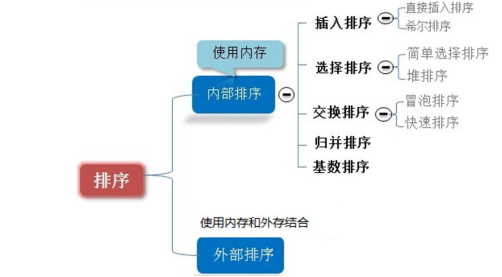 排序
使用内存
内部排序
插入排序
直接插入排序
希尔排序
选择排序
简单选择排序
堆排序
交换排序
冒泡排序
快速排序
归并排序
基数排序
使用内存和外存结合
外部排序